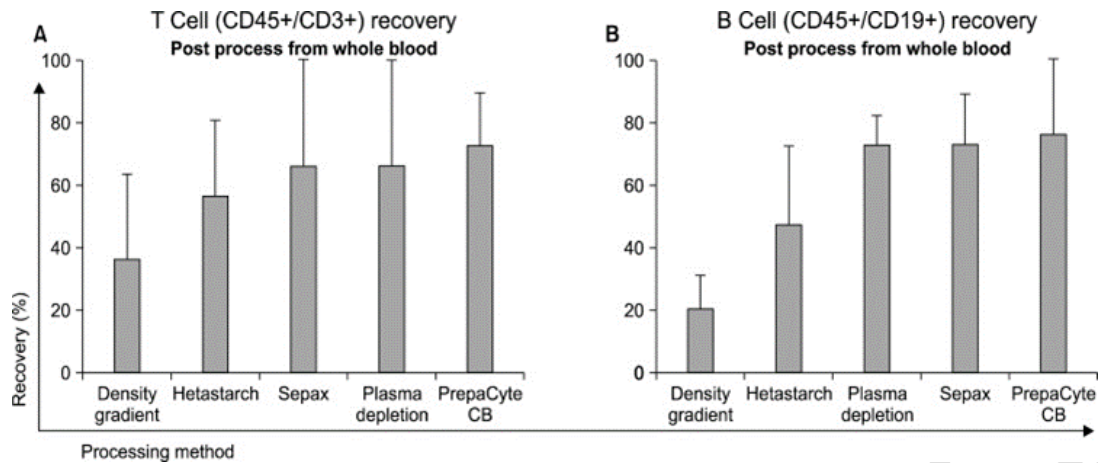 A
T Cell (CD45+/CD3+) recovery
Post process from whole blood
100
80
60
40
20
0
Density gradient
Hetastarch
Sepax
Plasma depletion
PrepaCyte CB
B
B Cell (CD45+/CD19+) recovery
Post process from whole blood
100
80
60
40
20
0
Density gradient
Hetastarch
Plasma depletion
Sepax
PrepaCyte CB
Recovery (%)
Processing method